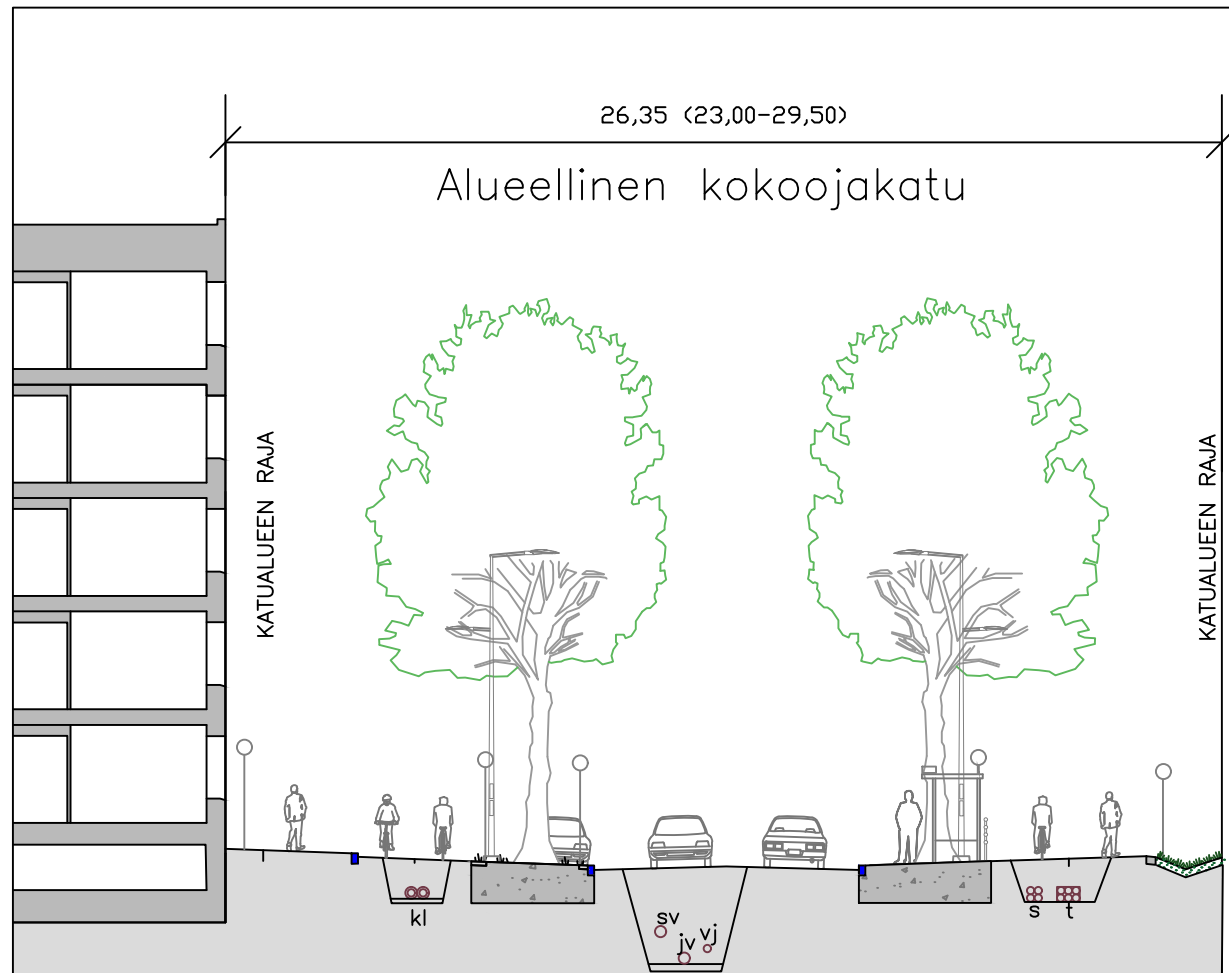 26,35 (23,00-29,50)
Alueellinen kokoojakatu
KATUALUEEN RAJA
KATUALUEEN RAJA
kl
sv
jv
vj
s
t